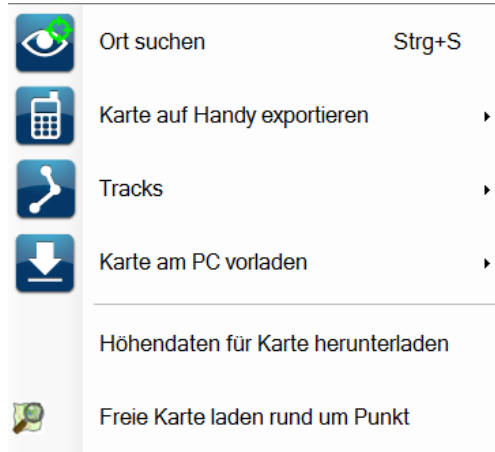 Ort suchen Strg+S
Karte auf Handy exportieren
Tracks
Karte am PC vorladen
Höhendaten für Karte herunterladen
Freie Karte laden rund um Punkt